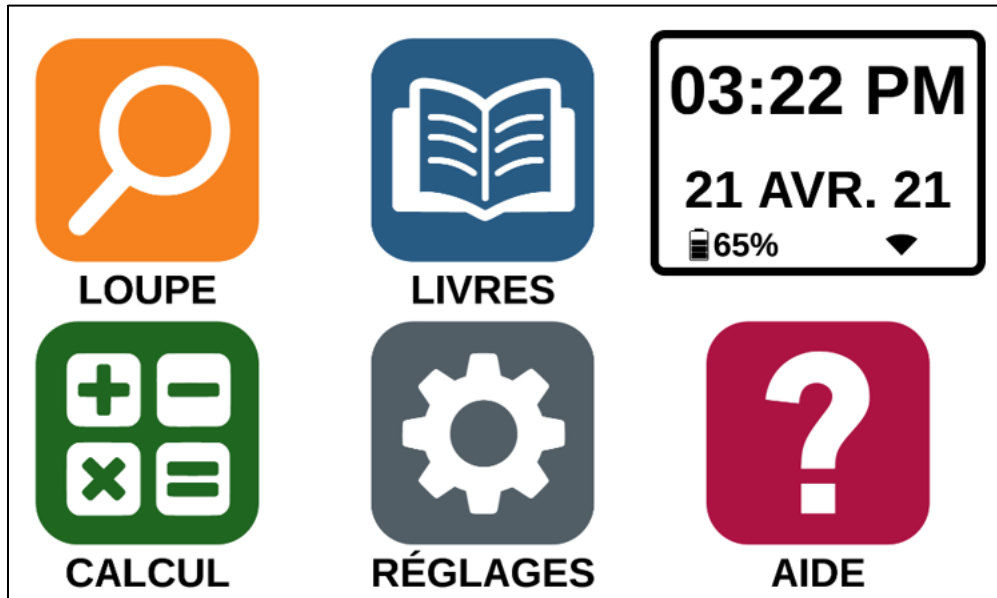 03:22 PM
21 AVR. 21
65%
LOUPE
LIVRES
CALCUL
RÉGLAGES
AIDE